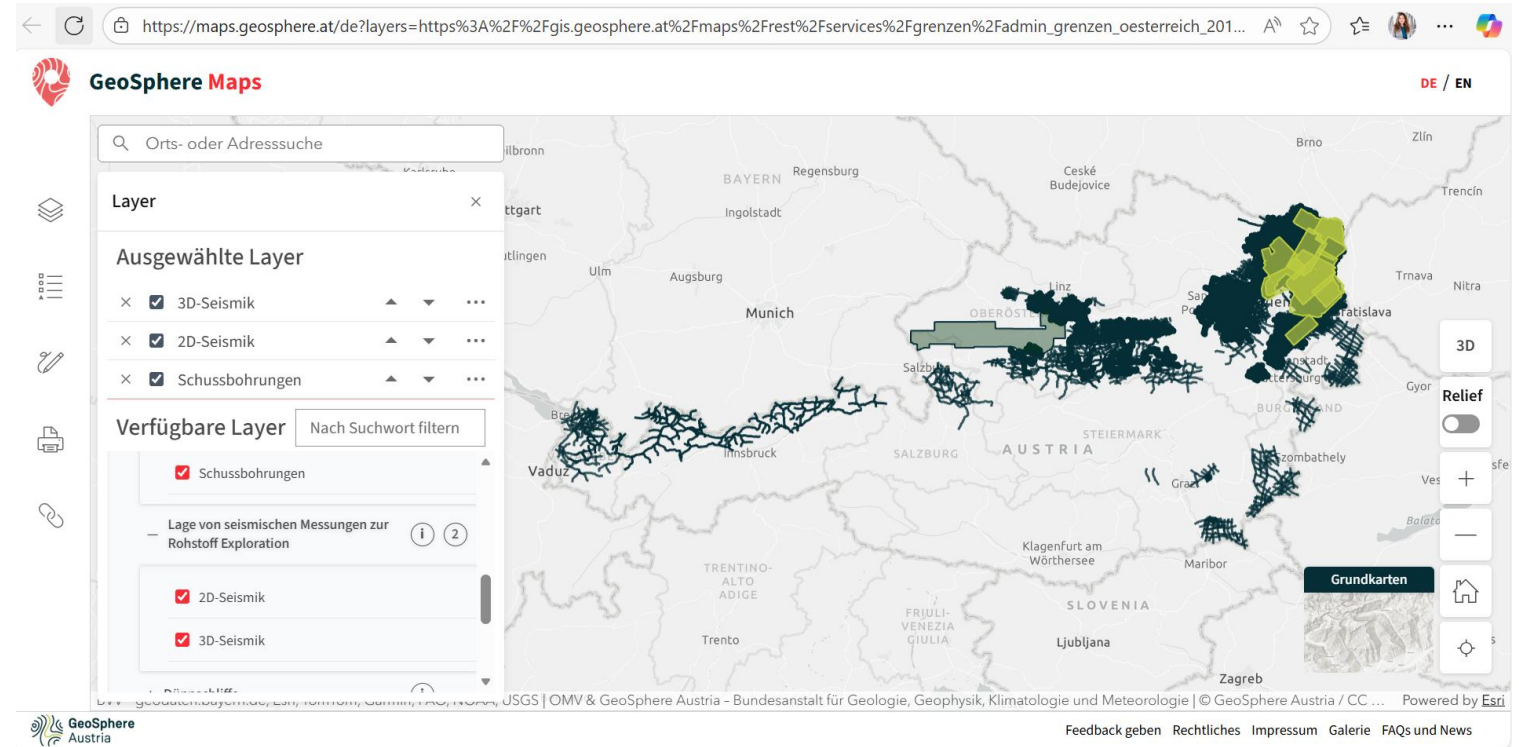 https://maps.geosphere.at/de?layers=https%3A%2F%2Fgis.geosphere.at%2Fmaps%2Frest%2Fservices%2Fgrenzen%2Fadmin_grenzen_oesterreich_201...
GeoSphere Maps
DE / EN
Orts- oder Adresssuche
Layer
Ausgewählte Layer
3D-Seismik
2D-Seismik
Schussbohrungen
Verfügbare Layer
Nach Suchwort filtern
Schussbohrungen
Lage von seismischen Messungen zur
Rohstoff Exploration
i
2
2D-Seismik
3D-Seismik
Brno
Zlín
BAYERN
Regensburg
Ceské
Budejovice
Trencín
Ingolstadt
Ulm
Augsburg
Trnava
Nitra
Linz
Munich
Gyor
Vaduz
Innsbruck
SALZBURG
AUSTRIA
STEIERMARK
Klagenfurt am
Wörthersee
Maribor
TRENTINO-
ALTO
ADIGE
FRIULI-
VENEZIA
GIULIA
SLOVENIA
Trento
Ljubljana
Zagreb
3D
Relief
Grundkarten
USGS | OMV & GeoSphere Austria – Bundesanstalt für Geologie, Geophysik, Klimatologie und Meteorologie | © GeoSphere Austria / CC ...
Powered by Esri
GeoSphere
Austria
Feedback geben Rechtliches Impressum Galerie FAQs und News